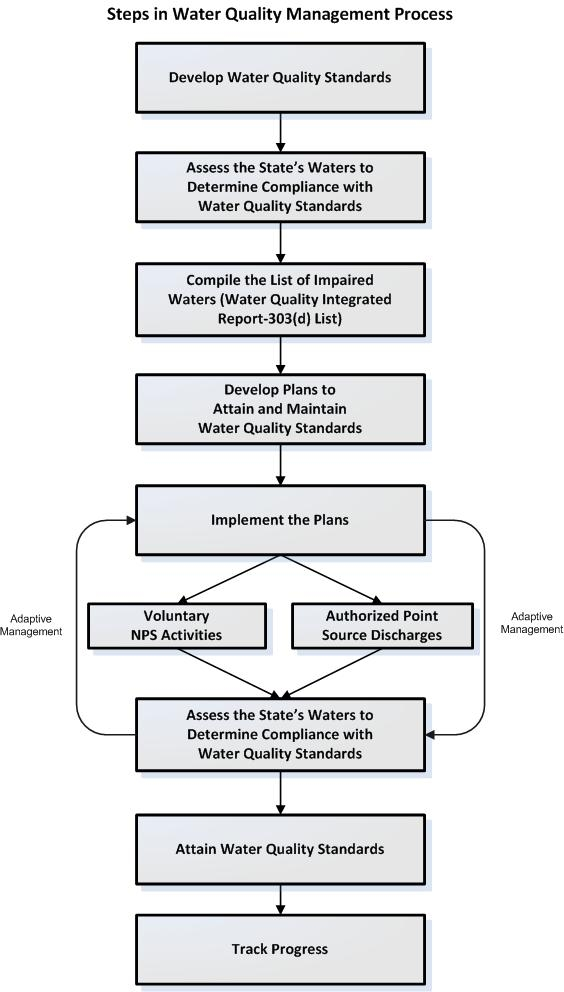 Steps in Water Quality Management Process
Develop Water Quality Standards
Assess the State's Waters to
Determine Compliance with
Water Quality Standards
Compile the List of Impaired
Waters (Water Quality Integrated
Report-303(d) List)
Develop Plans to
Attain and Maintain
Water Quality Standards
Implement the Plans
Voluntary
NPS Activities
Authorized Point
Source Discharges
Adaptive
Management
Adaptive
Management
Assess the State's Waters to
Determine Compliance with
Water Quality Standards
Attain Water Quality Standards
Track Progress